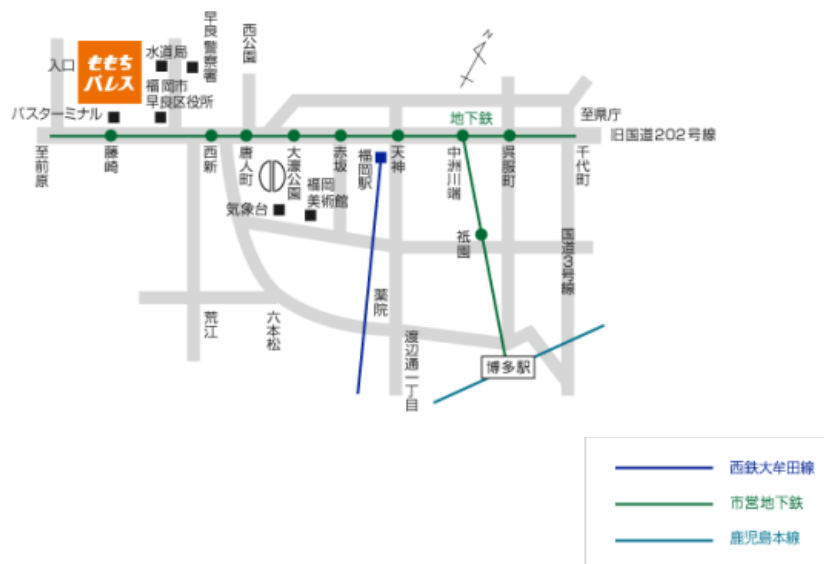 入口
ももち
パレス
水道局
早良警察署
西公園
福岡市
早良区役所
バスターミナル
N
地下鉄
至県庁
旧国道202号線
至前原
藤崎
西新
唐人町
大濠公園
赤坂
福岡駅
天神
中洲川端
呉服町
千代町
気象台
福岡
美術館
祇園
国道3号線
薬院
荒江
六本松
渡辺通一丁目
博多駅
西鉄大牟田線
市営地下鉄
鹿児島本線